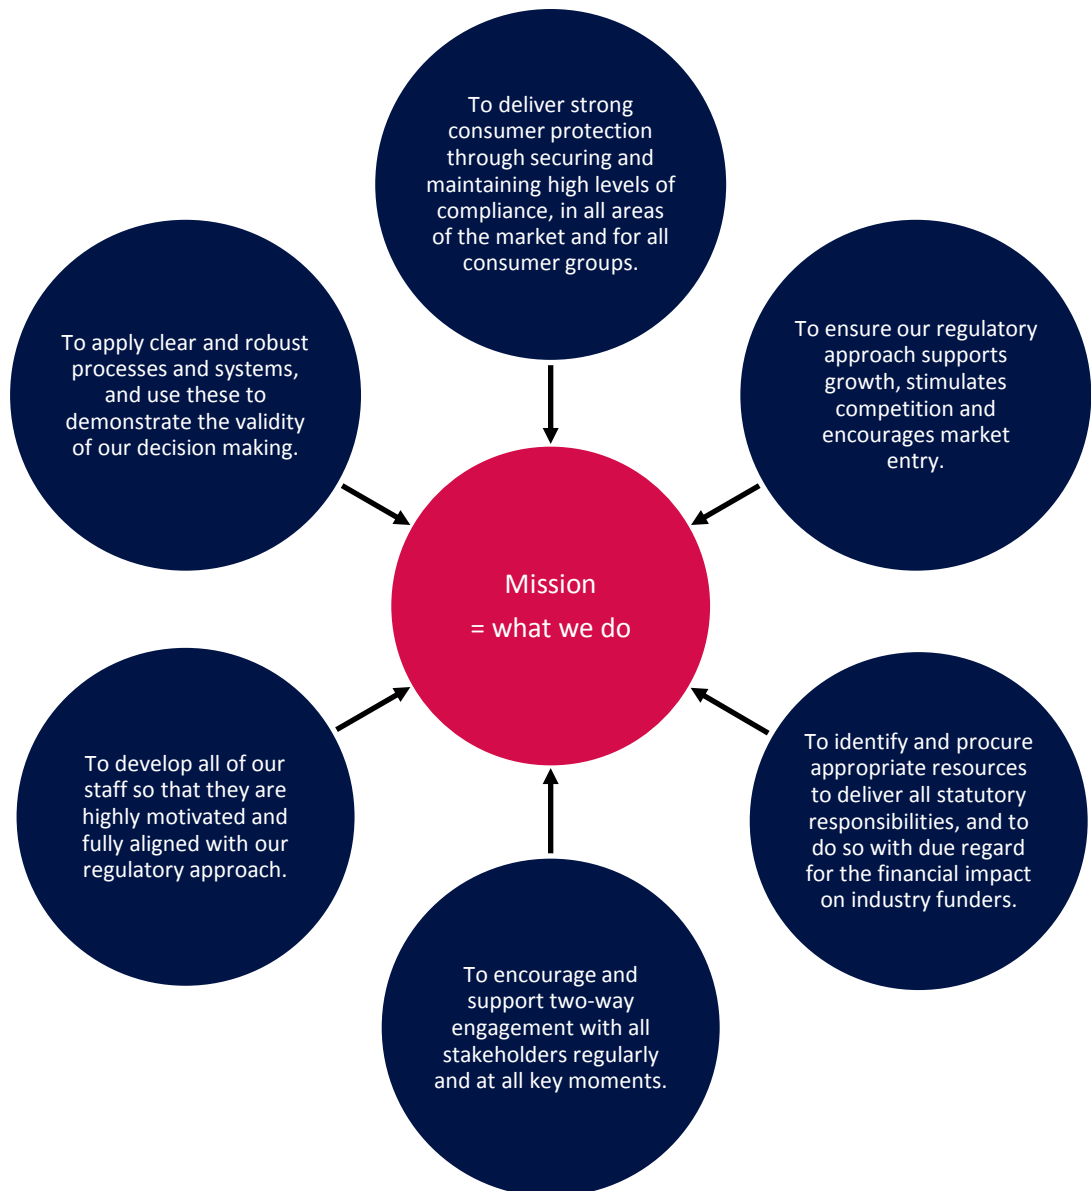 To deliver strong
consumer protection
through securing and
maintaining high levels of
compliance, in all areas
of the market and for all
consumer groups.
To ensure our regulatory
approach supports
growth, stimulates
competition and
encourages market
entry.
To identify and procure
appropriate resources
to deliver all statutory
responsibilities, and to
do so with due regard
for the financial impact
on industry funders.
To encourage and
support two-way
engagement with all
stakeholders regularly
and at all key moments.
To develop all of our
staff so that they are
highly motivated and
fully aligned with our
regulatory approach.
To apply clear and robust
processes and systems,
and use these to
demonstrate the validity
of our decision making.
Mission
= what we do